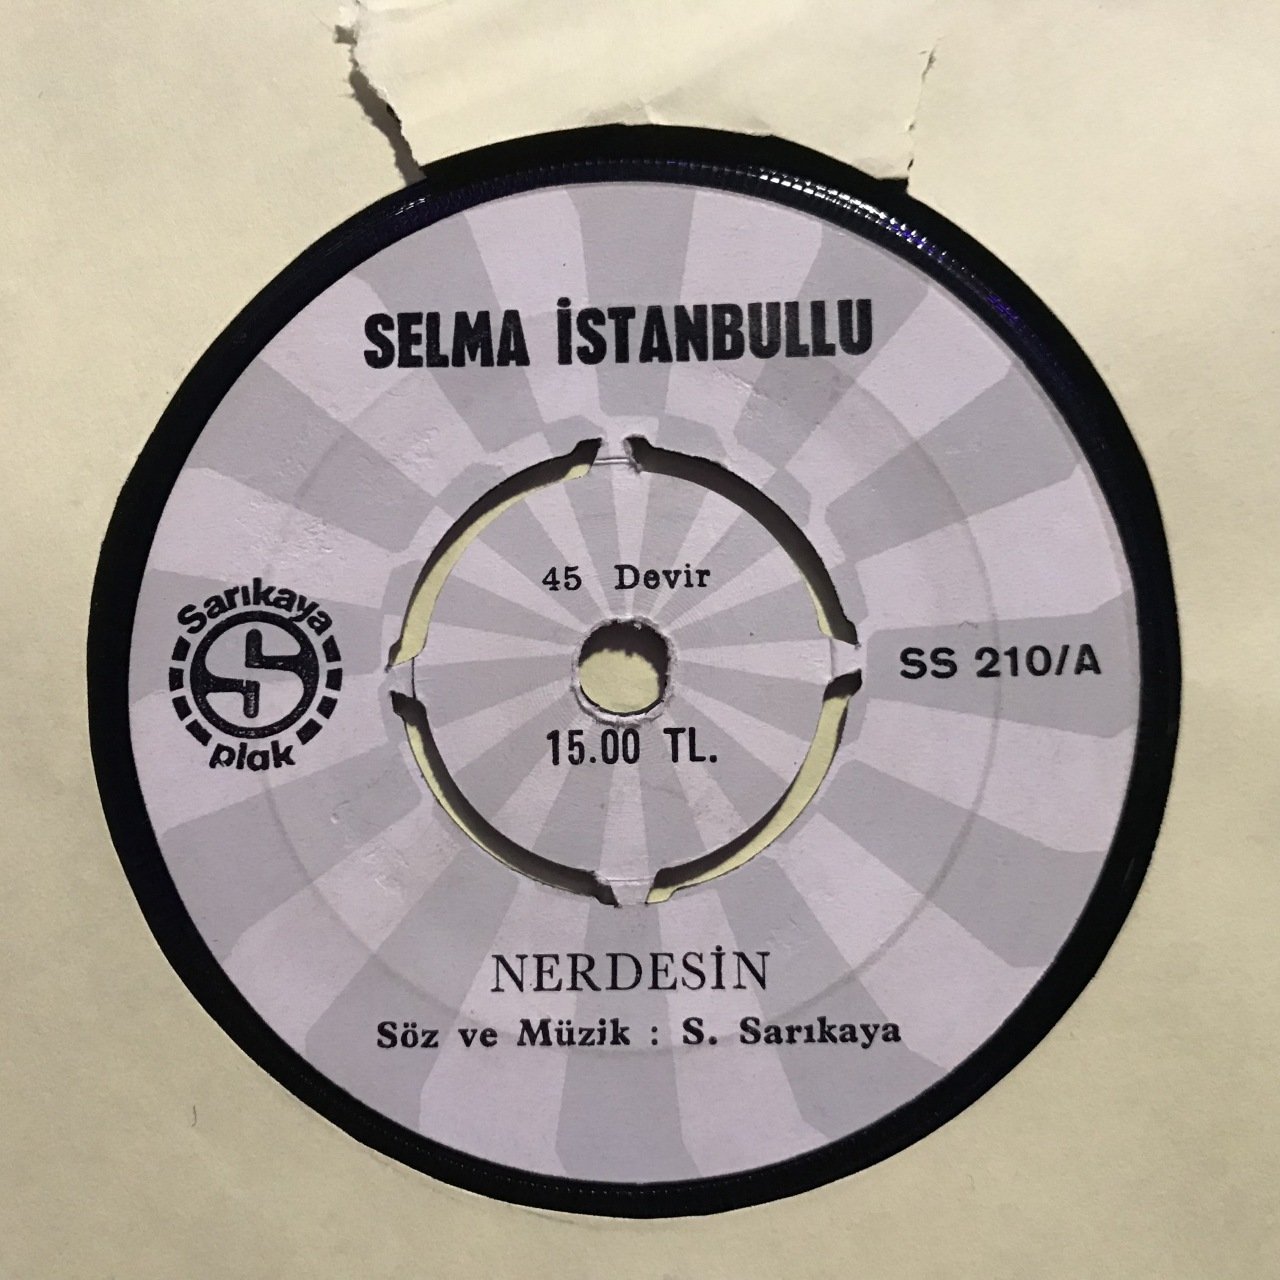 SELMA İSTANBULLU
45 Devir
Sarıkaya
plak
SS 210/A
15.00 TL.
NERDESİN
Söz ve Müzik : S. Sarıkaya